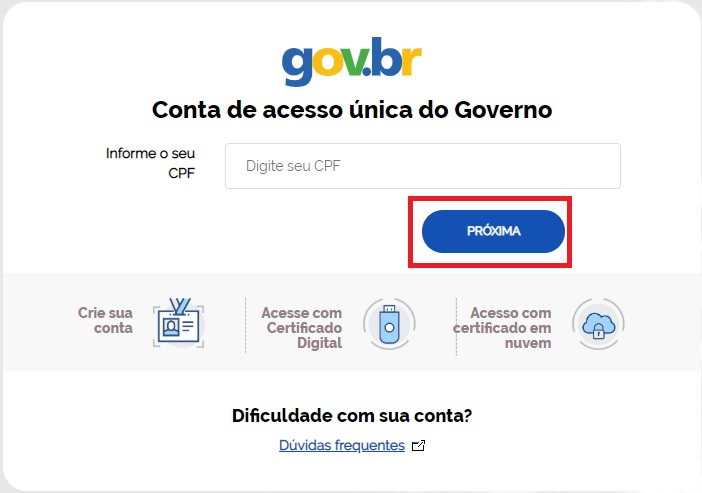 gov.br
Conta de acesso única do Governo
Informe o seu
CPF
Digite seu CPF
PRÓXIMA
Crie sua
conta
Acesse com
Certificado
Digital
Acesso com
certificado em
nuvem
Dificuldade com sua conta?
Dúvidas frequentes